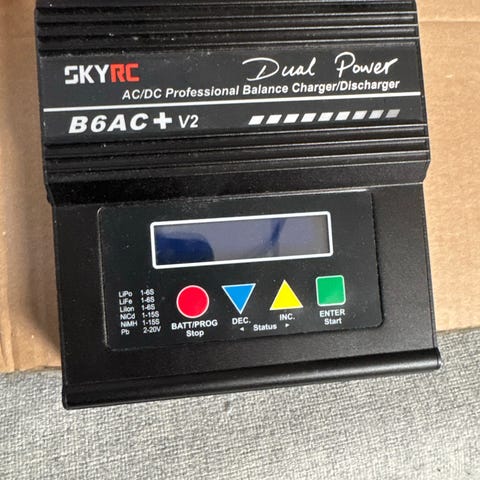 SKYRC
Dual Power
AC/DC Professional Balance Charger/Discharger
B6AC+ V2
LiPo 1-6S
LiFe 1-6S
LiIon 1-6S
NiCd 1-15S
NiMH 1-15S
Pb 2-20V
BATT/PROG
Stop
DEC.
INC.
◄ Status ►
ENTER
Start